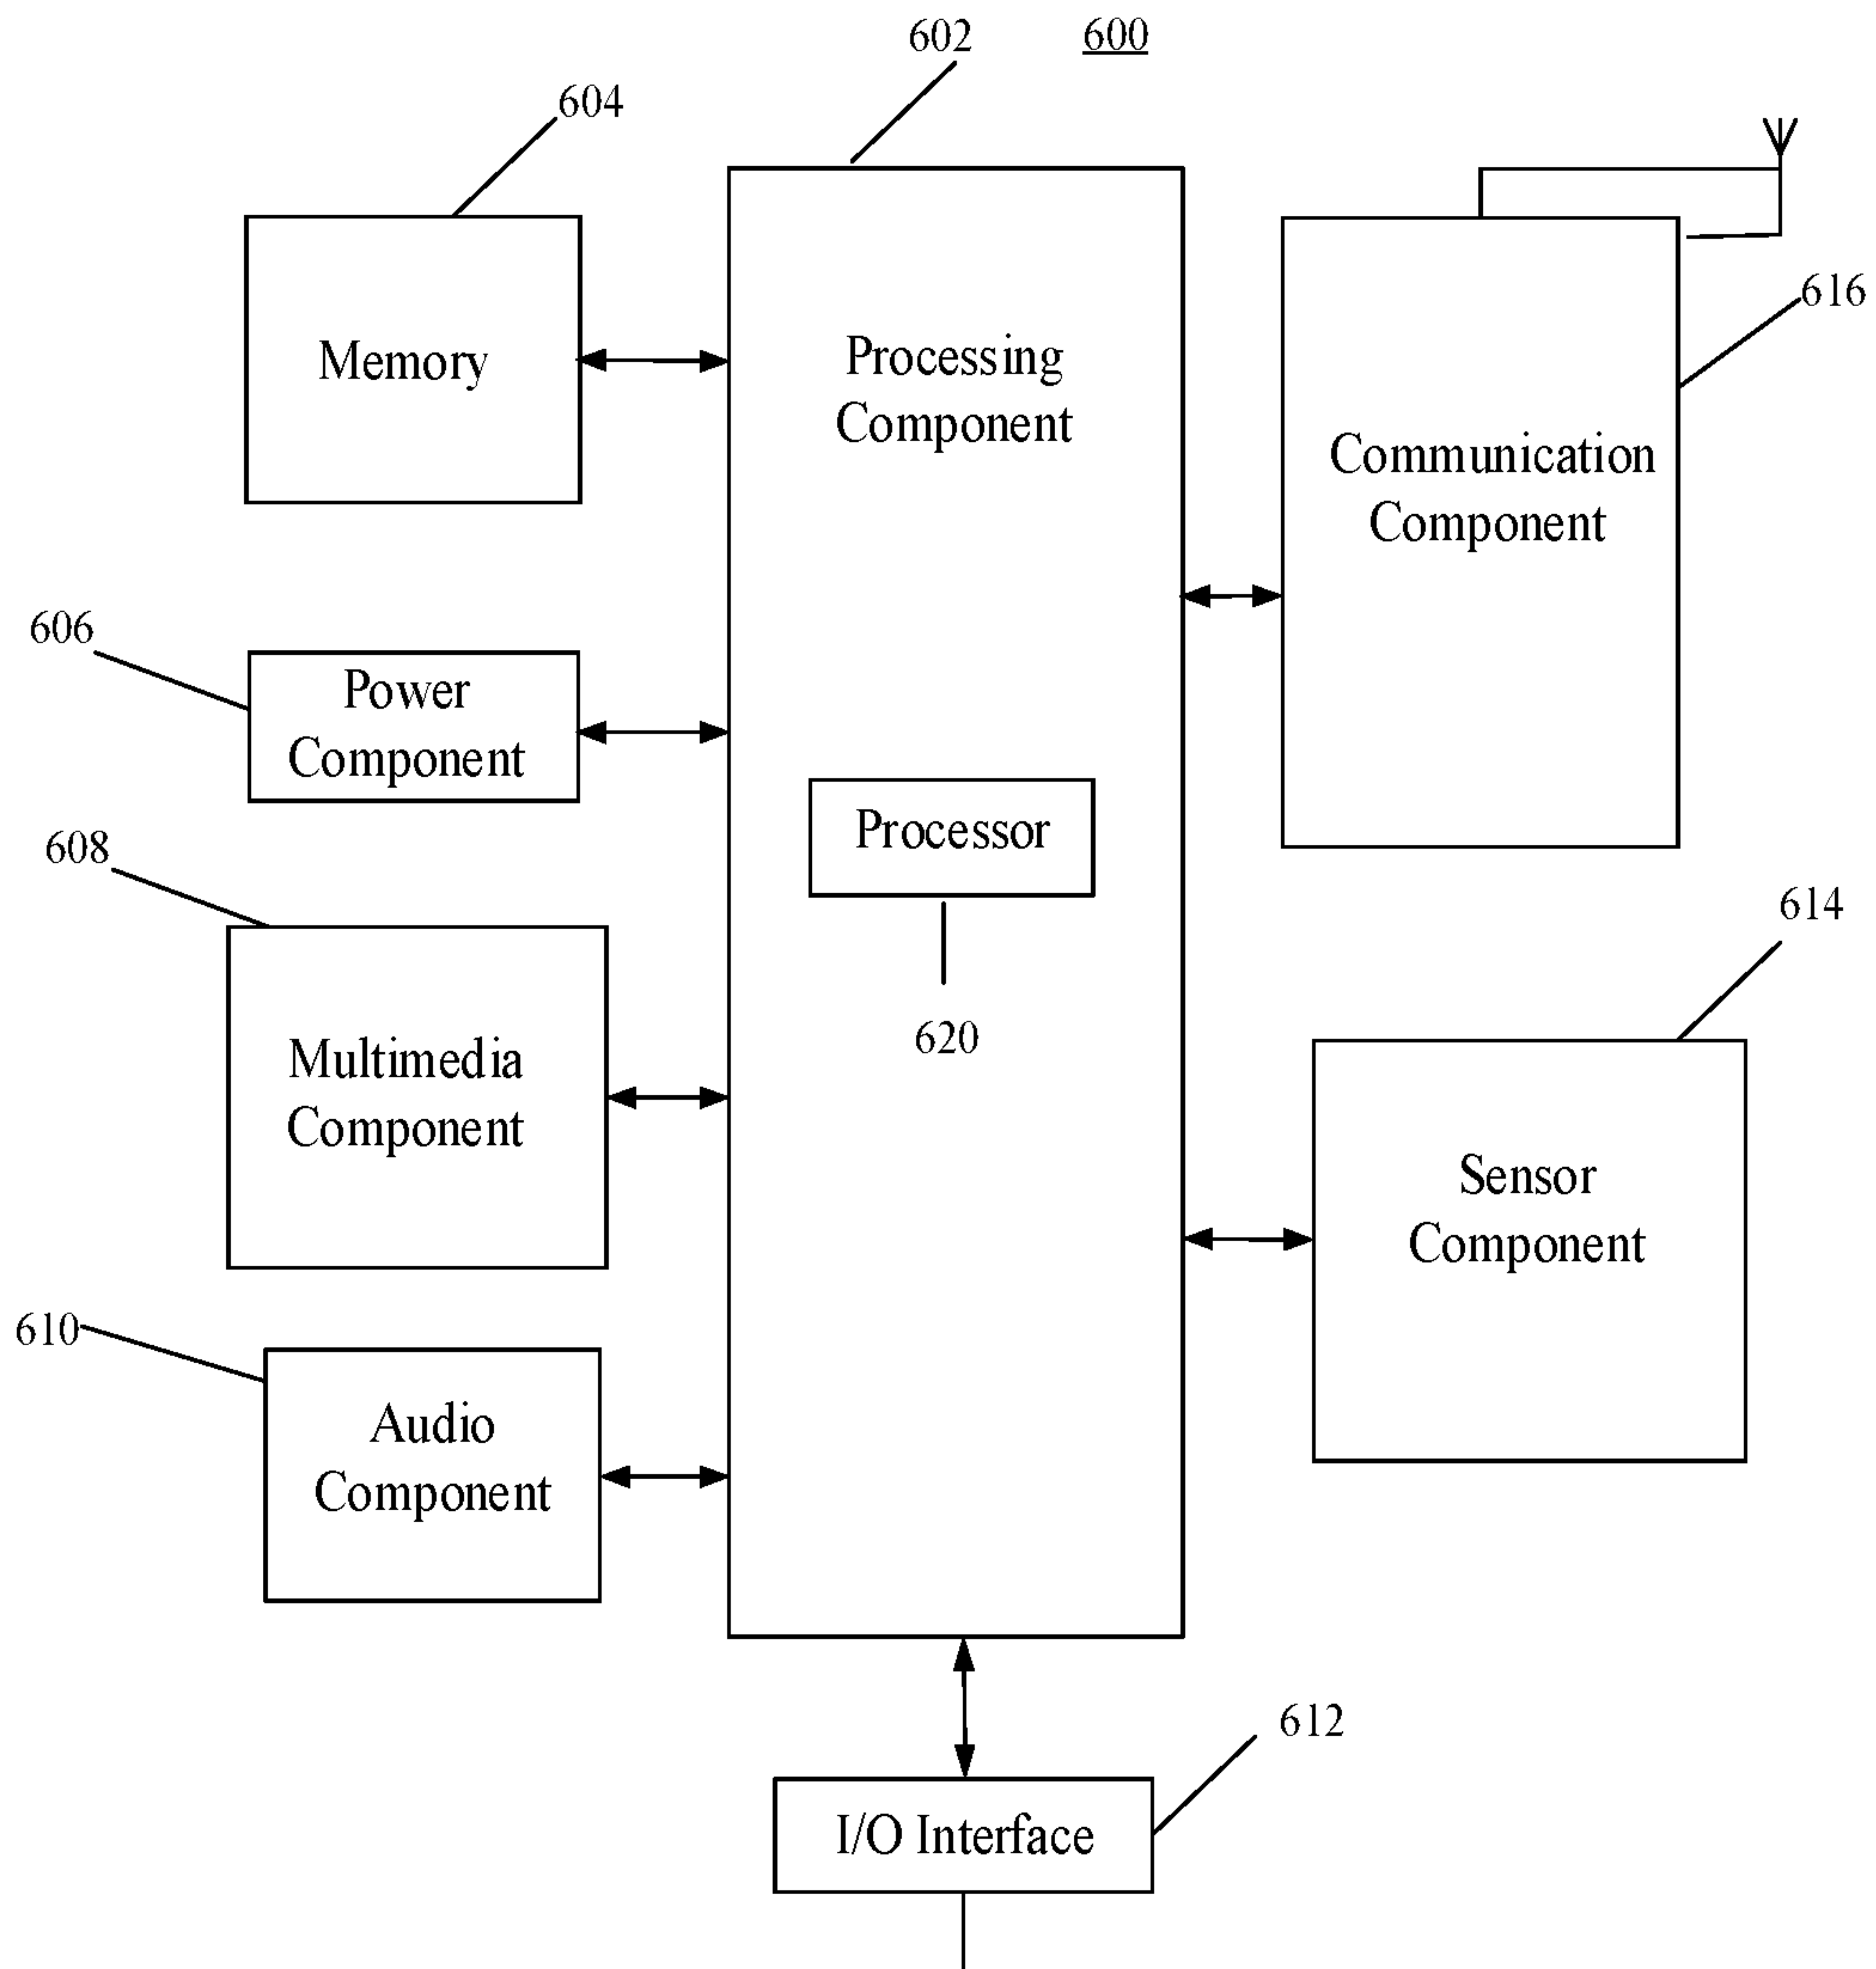 602
600
604
616
Memory
Processing
Component
Communication
Component
606
Power
Component
608
Processor
614
620
Multimedia
Component
Sensor
Component
610
Audio
Component
612
I/O Interface